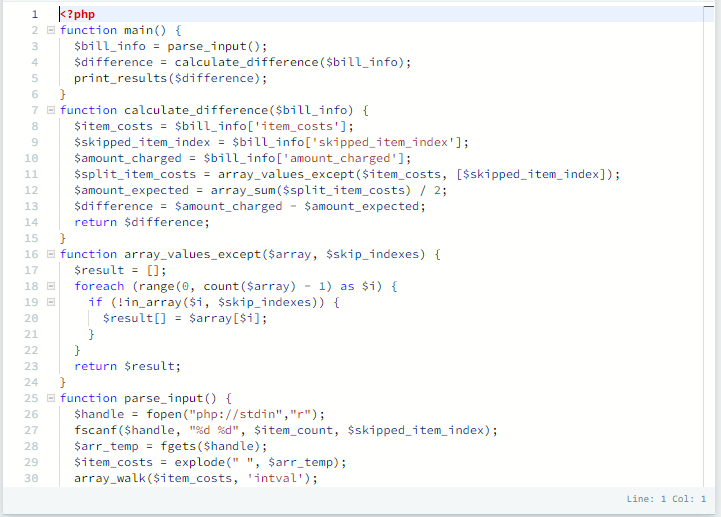 1 <?php
2 function main() {
3 $bill_info = parse_input();
4 $difference = calculate_difference($bill_info);
5 print_results($difference);
6 }
7 function calculate_difference($bill_info) {
8 $item_costs = $bill_info['item_costs'];
9 $skipped_item_index = $bill_info['skipped_item_index'];
10 $amount_charged = $bill_info['amount_charged'];
11 $split_item_costs = array_values_except($item_costs, [$skipped_item_index]);
12 $amount_expected = array_sum($split_item_costs) / 2;
13 $difference = $amount_charged - $amount_expected;
14 return $difference;
15 }
16 function array_values_except($array, $skip_indexes) {
17 $result = [];
18 foreach (range(0, count($array) - 1) as $i) {
19 if (!in_array($i, $skip_indexes)) {
20 $result[] = $array[$i];
21 }
22 }
23 return $result;
24 }
25 function parse_input() {
26 $handle = fopen("php://stdin","r");
27 fscanf($handle, "%d %d", $item_count, $skipped_item_index);
28 $arr_temp = fgets($handle);
29 $item_costs = explode(" ", $arr_temp);
30 array_walk($item_costs, 'intval');
Line: 1 Col: 1